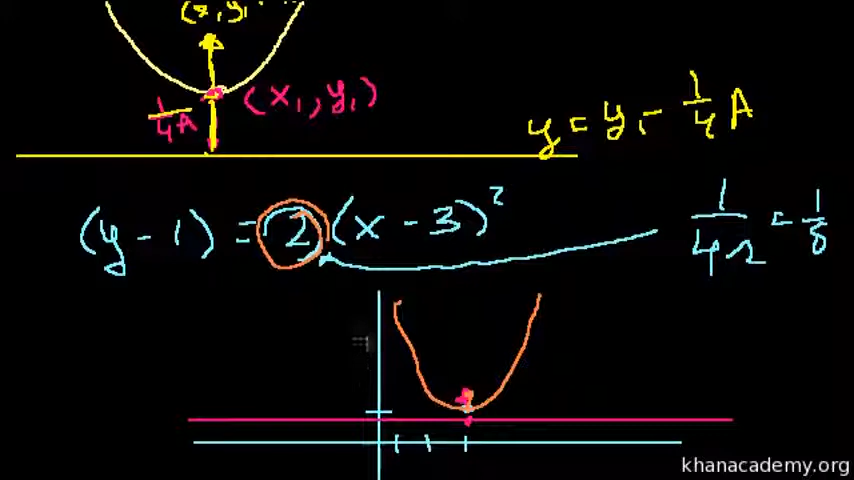 (x, y,
1/4A (x₁, y₁)
y = y₁ - 1/4 A
(y - 1) = 2 (x - 3)²
1/4·2 = 1/8
khanacademy.org